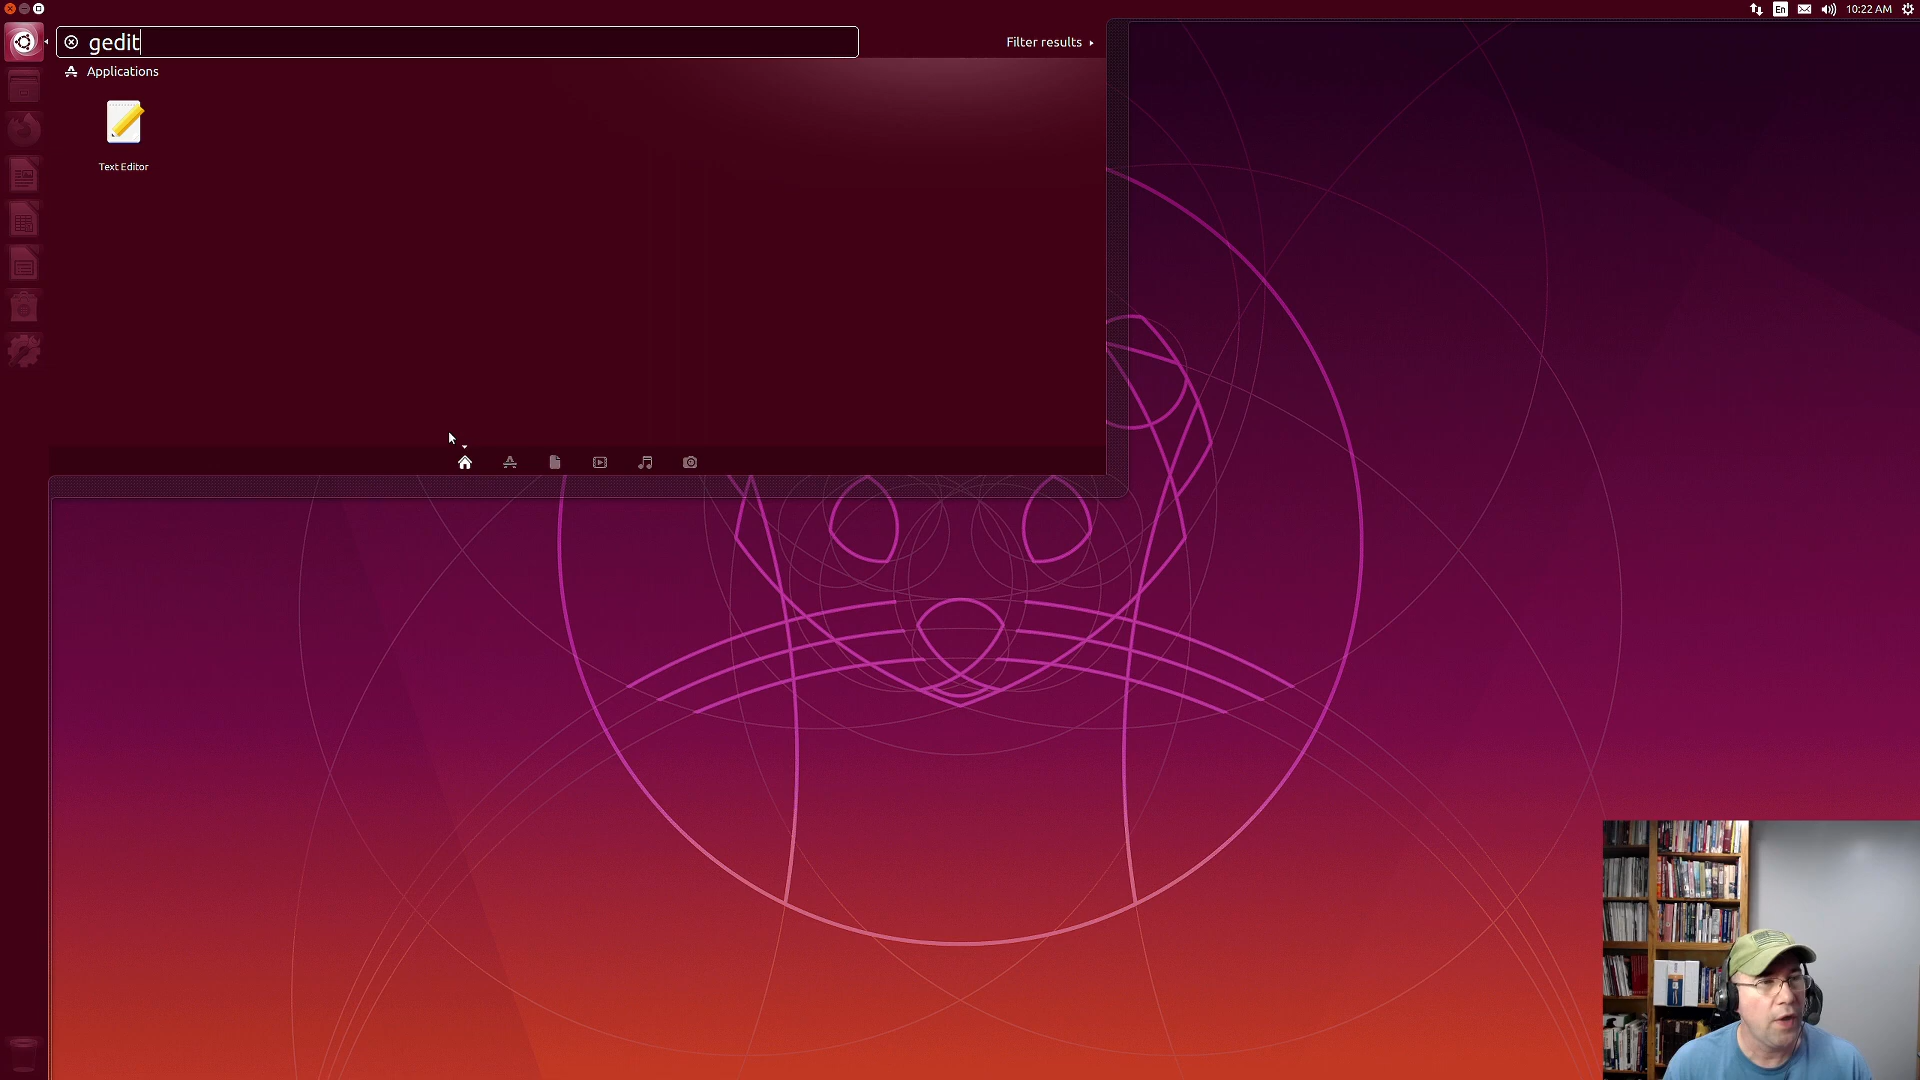 En
10:22 AM
gedit
Filter results
Applications
Text Editor